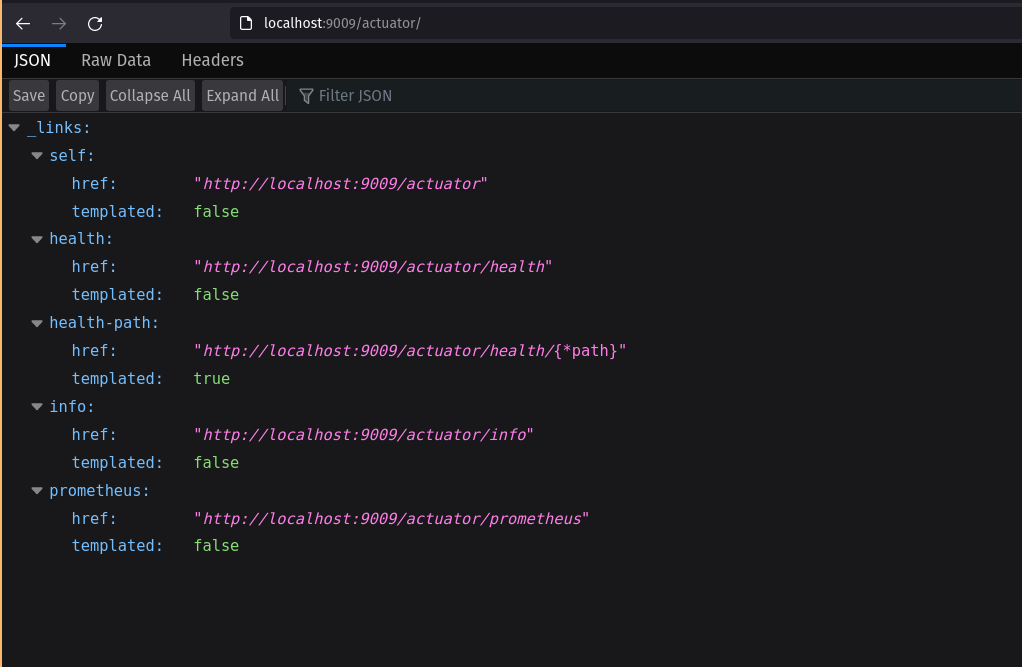 localhost:9009/actuator/
JSON Raw Data Headers
Save Copy Collapse All Expand All Filter JSON
_links:
self:
href: "http://localhost:9009/actuator"
templated: false
health:
href: "http://localhost:9009/actuator/health"
templated: false
health-path:
href: "http://localhost:9009/actuator/health/{*path}"
templated: true
info:
href: "http://localhost:9009/actuator/info"
templated: false
prometheus:
href: "http://localhost:9009/actuator/prometheus"
templated: false